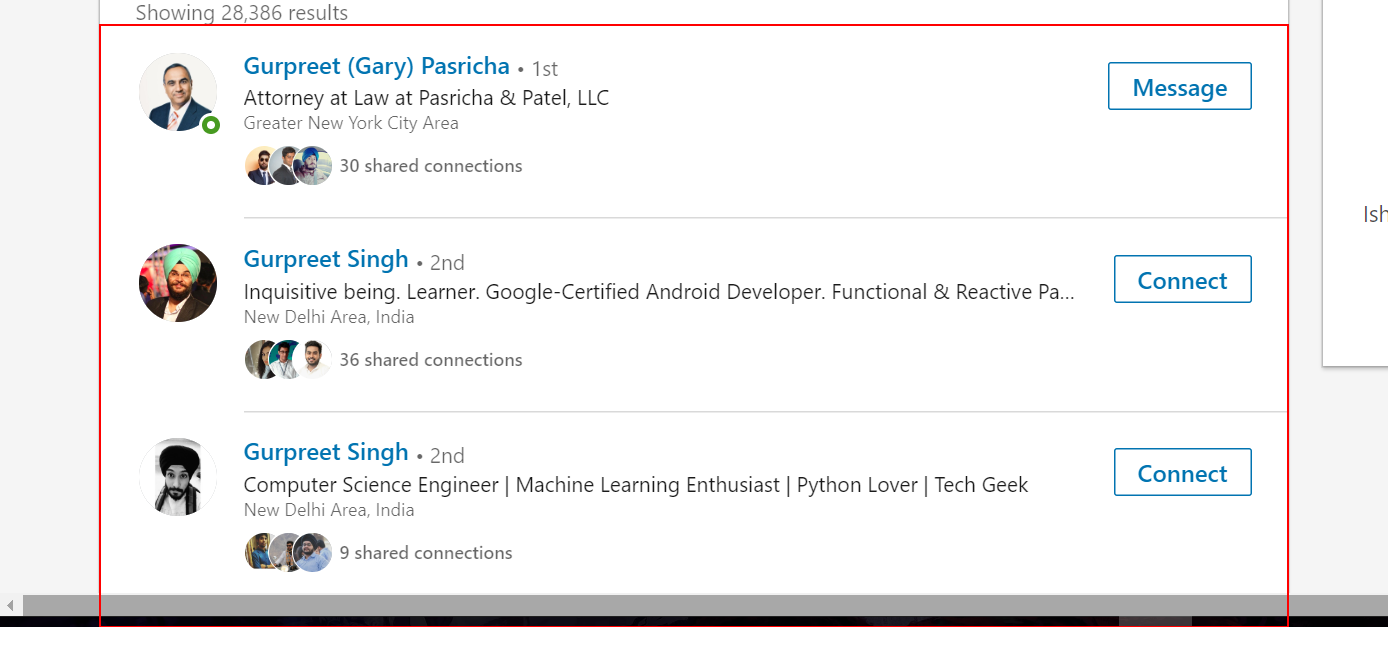 Showing 28,386 results
Gurpreet (Gary) Pasricha • 1st
Message
Attorney at Law at Pasricha & Patel, LLC
Greater New York City Area
30 shared connections
Gurpreet Singh • 2nd
Connect
Inquisitive being. Learner. Google-Certified Android Developer. Functional & Reactive Pa...
New Delhi Area, India
36 shared connections
Gurpreet Singh • 2nd
Connect
Computer Science Engineer | Machine Learning Enthusiast | Python Lover | Tech Geek
New Delhi Area, India
9 shared connections
Ish